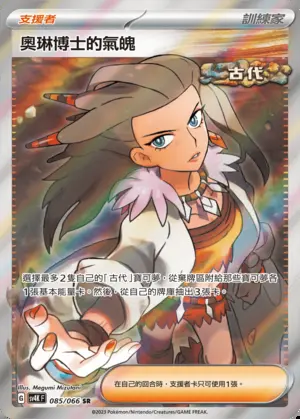 支援者
訓練家
奧琳博士的氣魄
古代
選擇最多2隻自己的「古代」寶可夢,從棄牌區附給那些寶可夢各
1張基本能量卡。然後,從自己的牌庫抽出3張卡。
Illus. Megumi Mizutani
G SV4K F 085/066 SR
在自己的回合時,支援者卡只可使用1張。
©2023 Pokémon/Nintendo/Creatures/GAME FREAK.